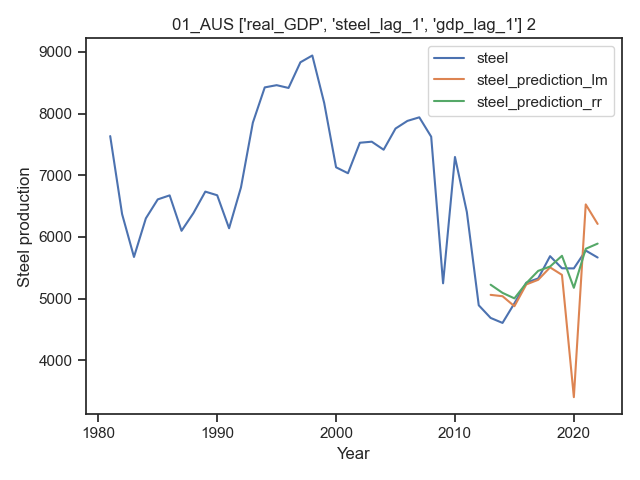 01_AUS ['real_GDP', 'steel_lag_1', 'gdp_lag_1'] 2
steel
steel_prediction_lm
steel_prediction_rr
Steel production
9000
8000
7000
6000
5000
4000
1980
1990
2000
2010
2020
Year